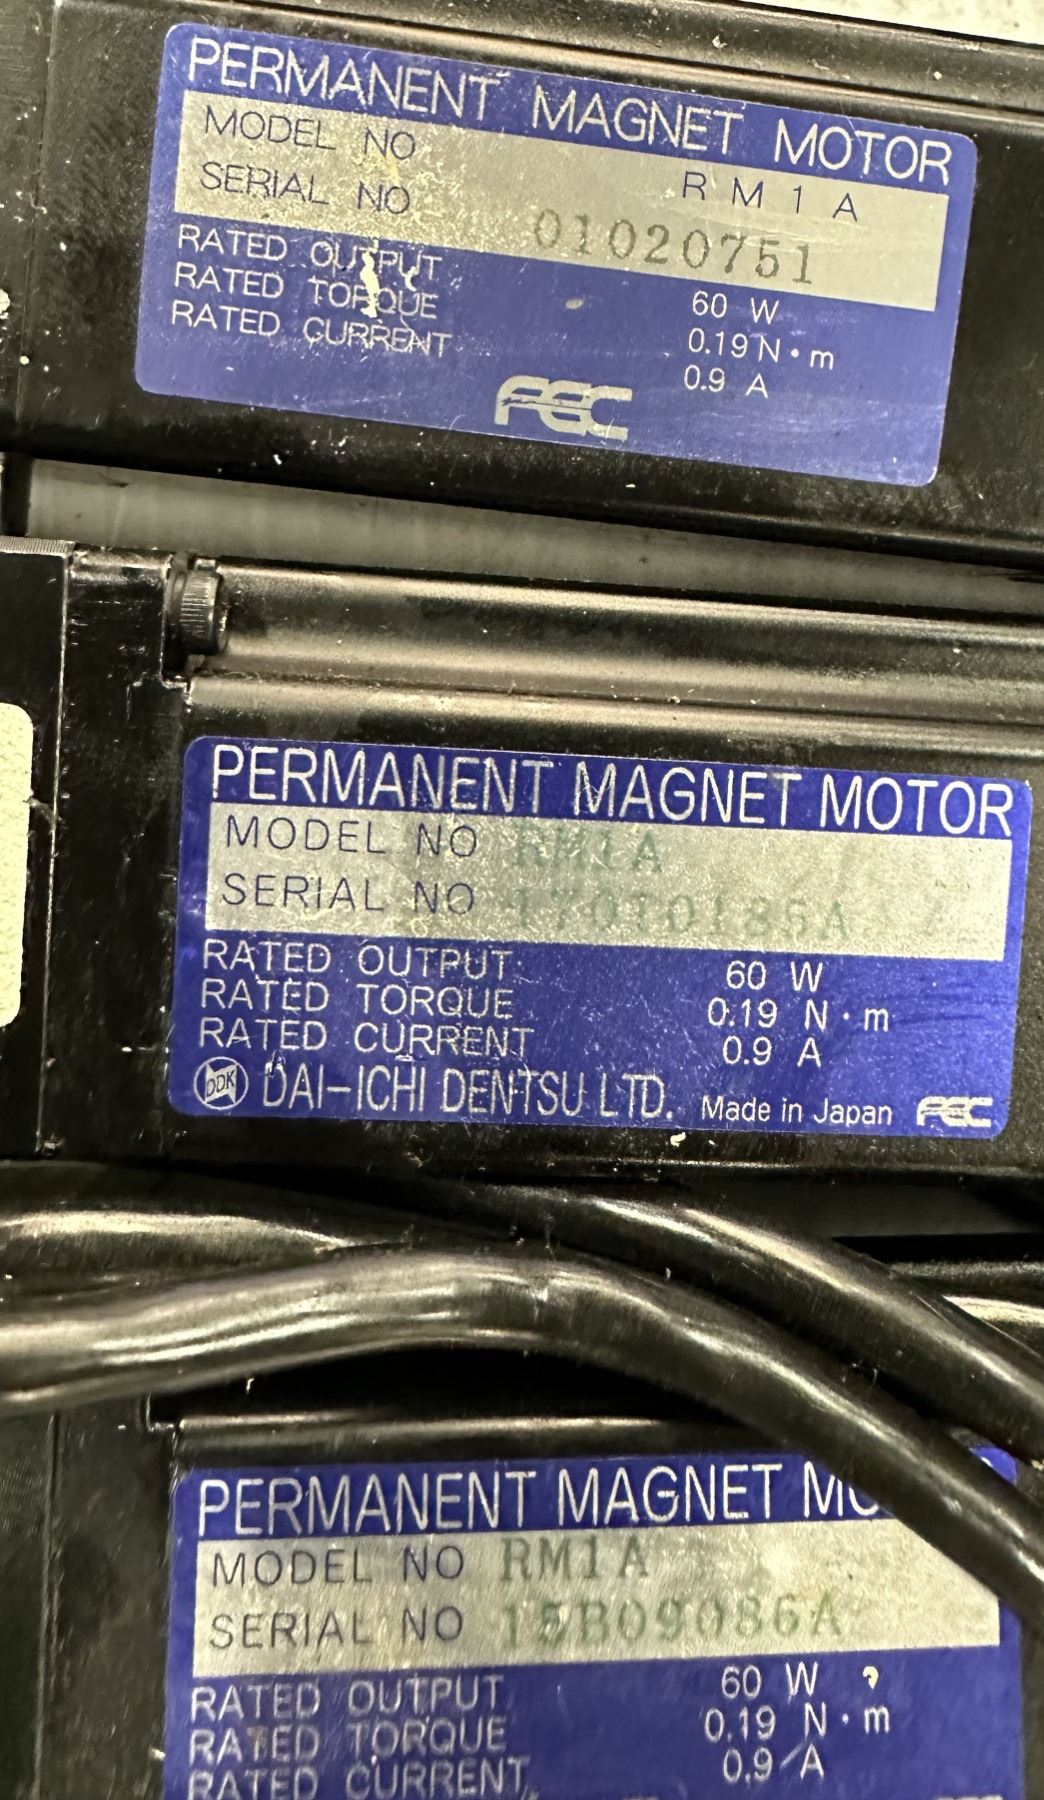 PERMANENT MAGNET MOTOR
MODEL NO RM1A
SERIAL NO 01020751
RATED OUTPUT 60 W
RATED TORQUE 0.19 N·m
RATED CURRENT 0.9 A
FEC
PERMANENT MAGNET MOTOR
MODEL NO RM1A
SERIAL NO
RATED OUTPUT 60 W
RATED TORQUE 0.19 N·m
RATED CURRENT 0.9 A
DDK DAI-ICHI DENTSU LTD. Made in Japan FEC
PERMANENT MAGNET
MODEL NO RM1A
SERIAL NO 15B09086A
RATED OUTPUT 60 W
RATED TORQUE 0.19 N·m
RATED CURRENT 0.9 A